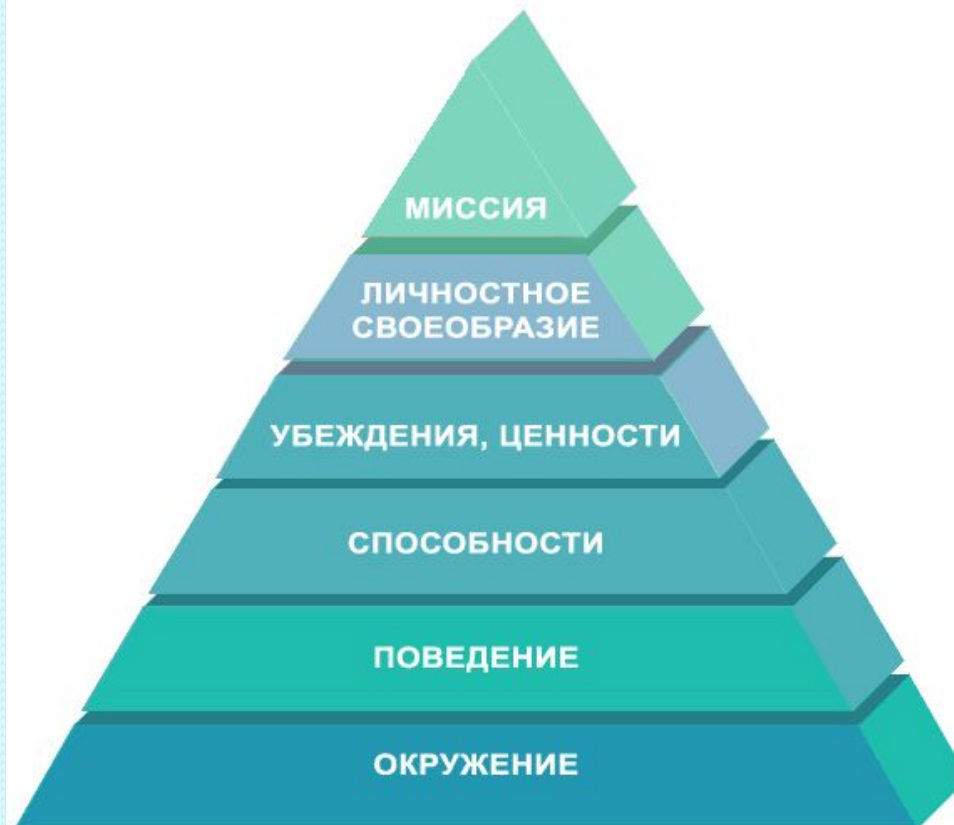 МИССИЯ
ЛИЧНОСТНОЕ
СВОЕОБРАЗИЕ
УБЕЖДЕНИЯ, ЦЕННОСТИ
СПОСОБНОСТИ
ПОВЕДЕНИЕ
ОКРУЖЕНИЕ